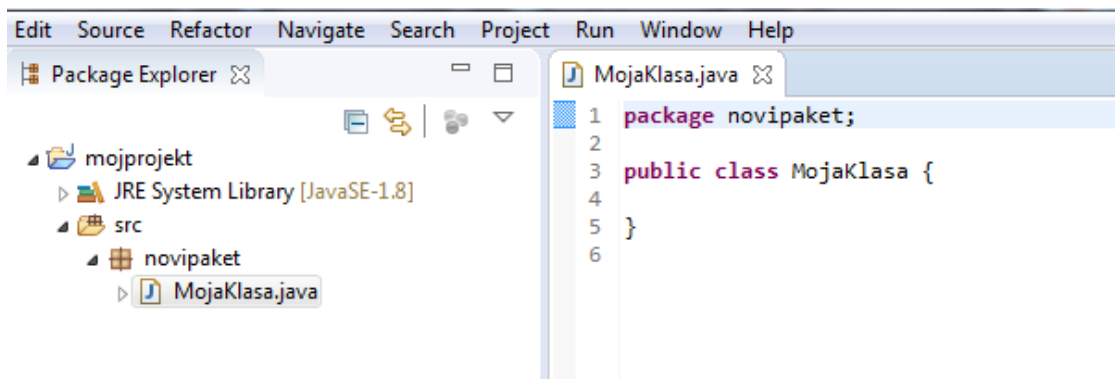 Edit Source Refactor Navigate Search Project Run Window Help
Package Explorer
mojprojekt
JRE System Library [JavaSE-1.8]
src
novipaket
MojaKlasa.java
MojaKlasa.java
1 package novipaket;
2
3 public class MojaKlasa {
4
5 }
6